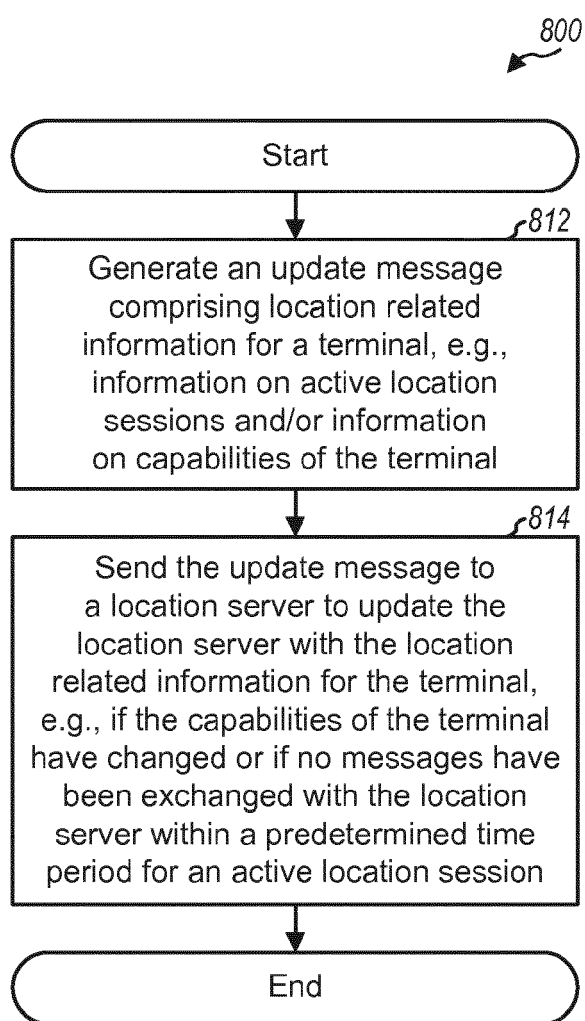 800
Start
812
Generate an update message
comprising location related
information for a terminal, e.g.,
information on active location
sessions and/or information
on capabilities of the terminal
814
Send the update message to
a location server to update the
location server with the location
related information for the terminal,
e.g., if the capabilities of the terminal
have changed or if no messages have
been exchanged with the location
server within a predetermined time
period for an active location session
End